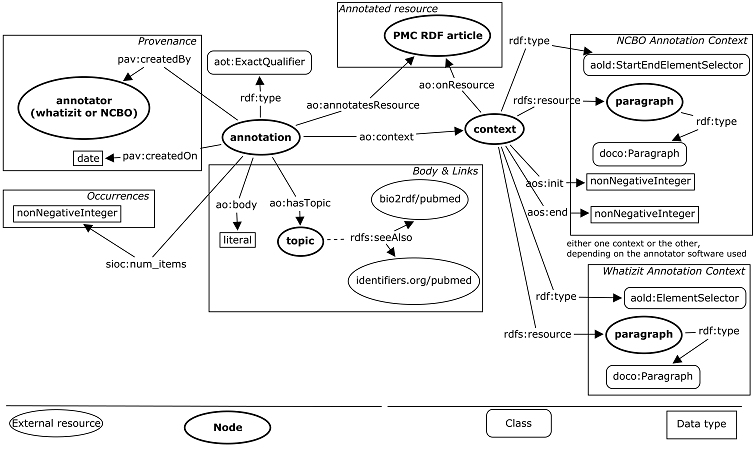 Annotated resource
PMC RDF article
Provenance
pav:createdBy
annotator
(whatizit or NCBO)
date
pav:createdOn
aot:ExactQualifier
rdf:type
annotation
ao:annotatesResource
ao:onResource
ao:context
context
rdf:type
NCBO Annotation Context
aold:StartEndElementSelector
rdfs:resource
paragraph
rdf:type
doco:Paragraph
aos:init
nonNegativeInteger
aos:end
nonNegativeInteger
either one context or the other,
depending on the annotator software used
Occurrences
nonNegativeInteger
sioc:num_items
Body & Links
ao:body
literal
ao:hasTopic
topic
rdfs:seeAlso
bio2rdf/pubmed
identifiers.org/pubmed
Whatizit Annotation Context
rdf:type
aold:ElementSelector
rdfs:resource
paragraph
rdf:type
doco:Paragraph
External resource
Node
Class
Data type